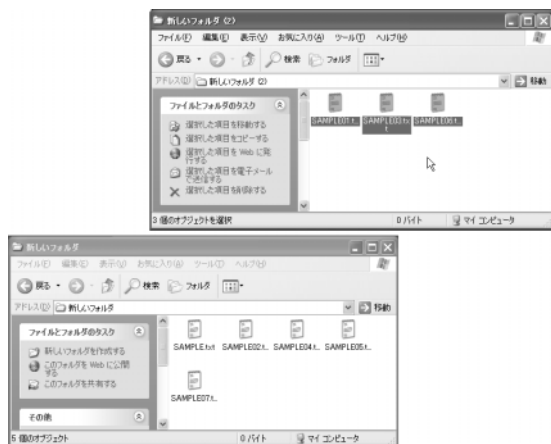 新しいフォルダ (2)
ファイル(F) 編集(E) 表示(V) お気に入り(A) ツール(T) ヘルプ(H)
戻る 検索 フォルダ
アドレス(D) 新しいフォルダ (2) 移動
ファイルとフォルダのタスク
選択した項目を移動する
選択した項目をコピーする
選択した項目を Web に発
行する
選択した項目を電子メール
で送信する
選択した項目を削除する
SAMPLE01.t... SAMPLE03.tx
t SAMPLE06.t...
3 個のオブジェクトを選択 0 バイト マイ コンピュータ
新しいフォルダ
ファイル(F) 編集(E) 表示(V) お気に入り(A) ツール(T) ヘルプ(H)
戻る 検索 フォルダ
アドレス(D) 新しいフォルダ 移動
ファイルとフォルダのタスク
新しいフォルダを作成する
このフォルダを Web に公開
する
このフォルダを共有する
その他
SAMPLE.txt SAMPLE02.t... SAMPLE04.t... SAMPLE05.t...
SAMPLE07.t...
5 個のオブジェクト 0 バイト マイ コンピュータ